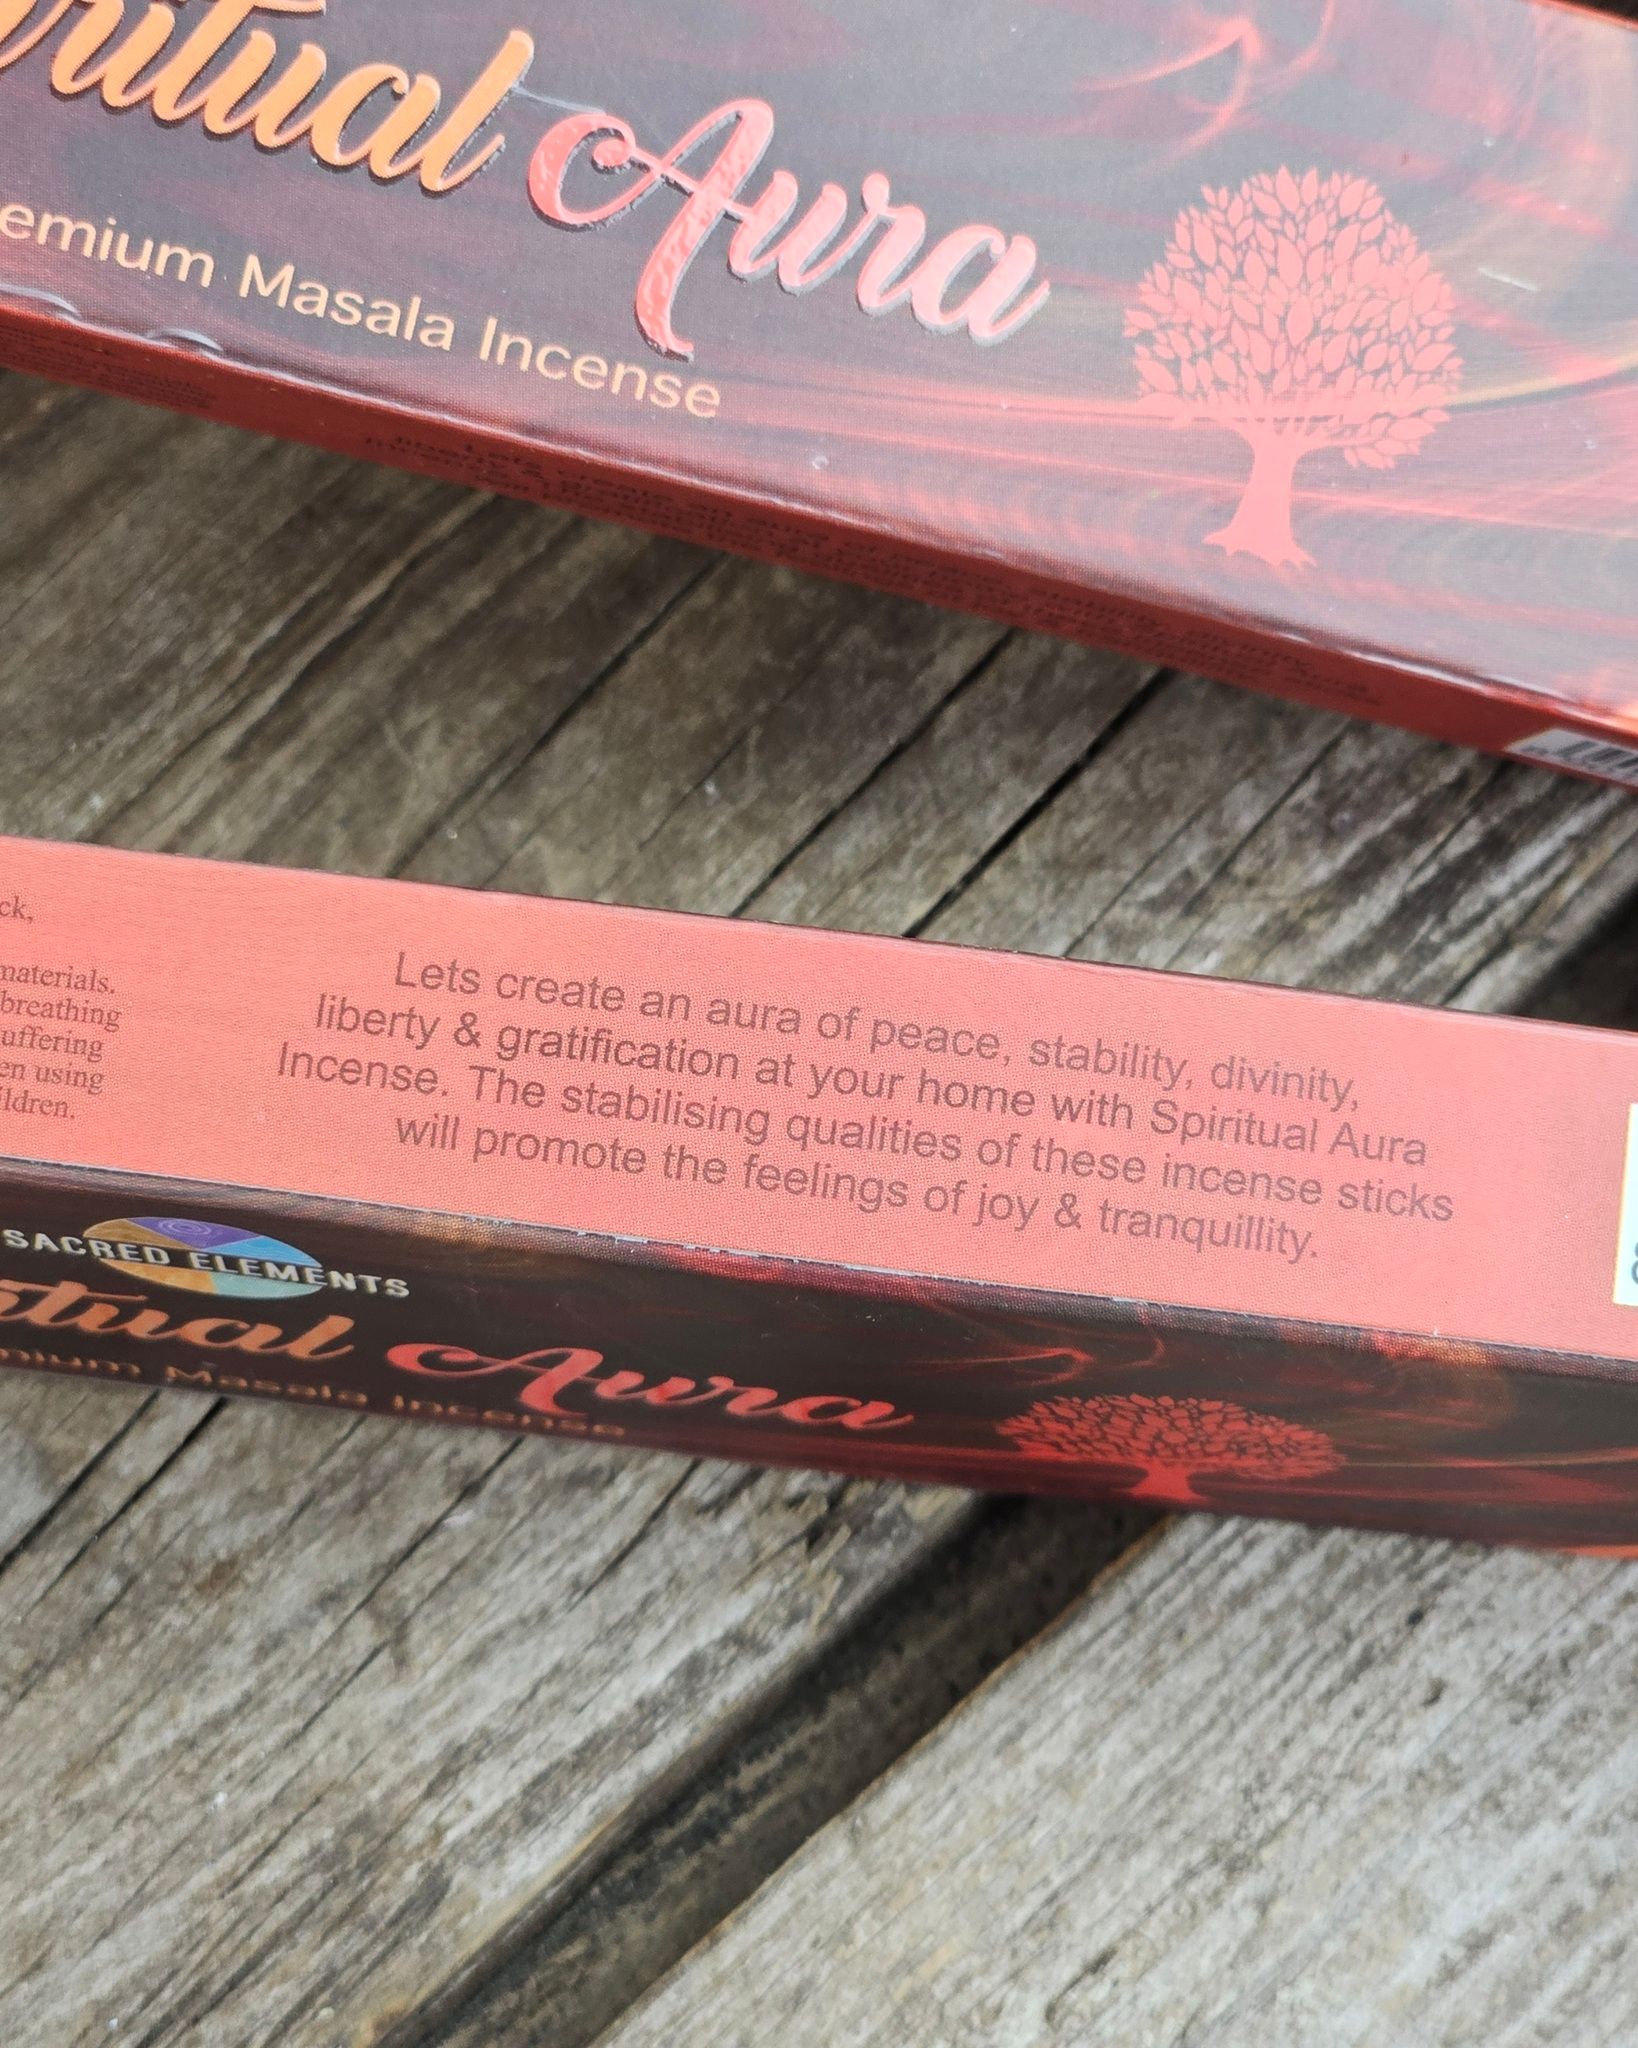 Aura
Masala Incense
materials.
breathing
using
Lets create an aura of peace, stability, divinity,
liberty & gratification at your home with Spiritual Aura
Incense. The stabilising qualities of these incense sticks
will promote the feelings of joy & tranquillity.
SACRED ELEMENTS
Aura
Masala Incense